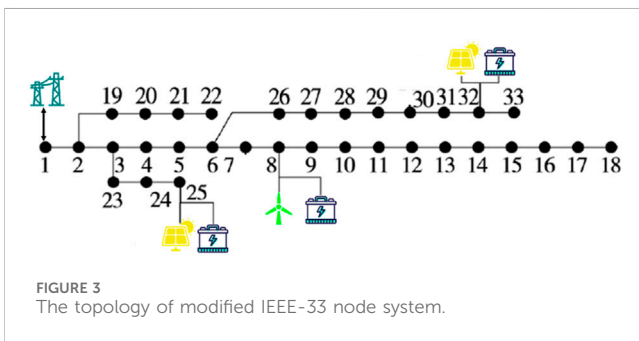 19 20 21 22 26 27 28 29 30 31 32 33
1 2 3 4 5 6 7 8 9 10 11 12 13 14 15 16 17 18
23 24 25
FIGURE 3
The topology of modified IEEE-33 node system.